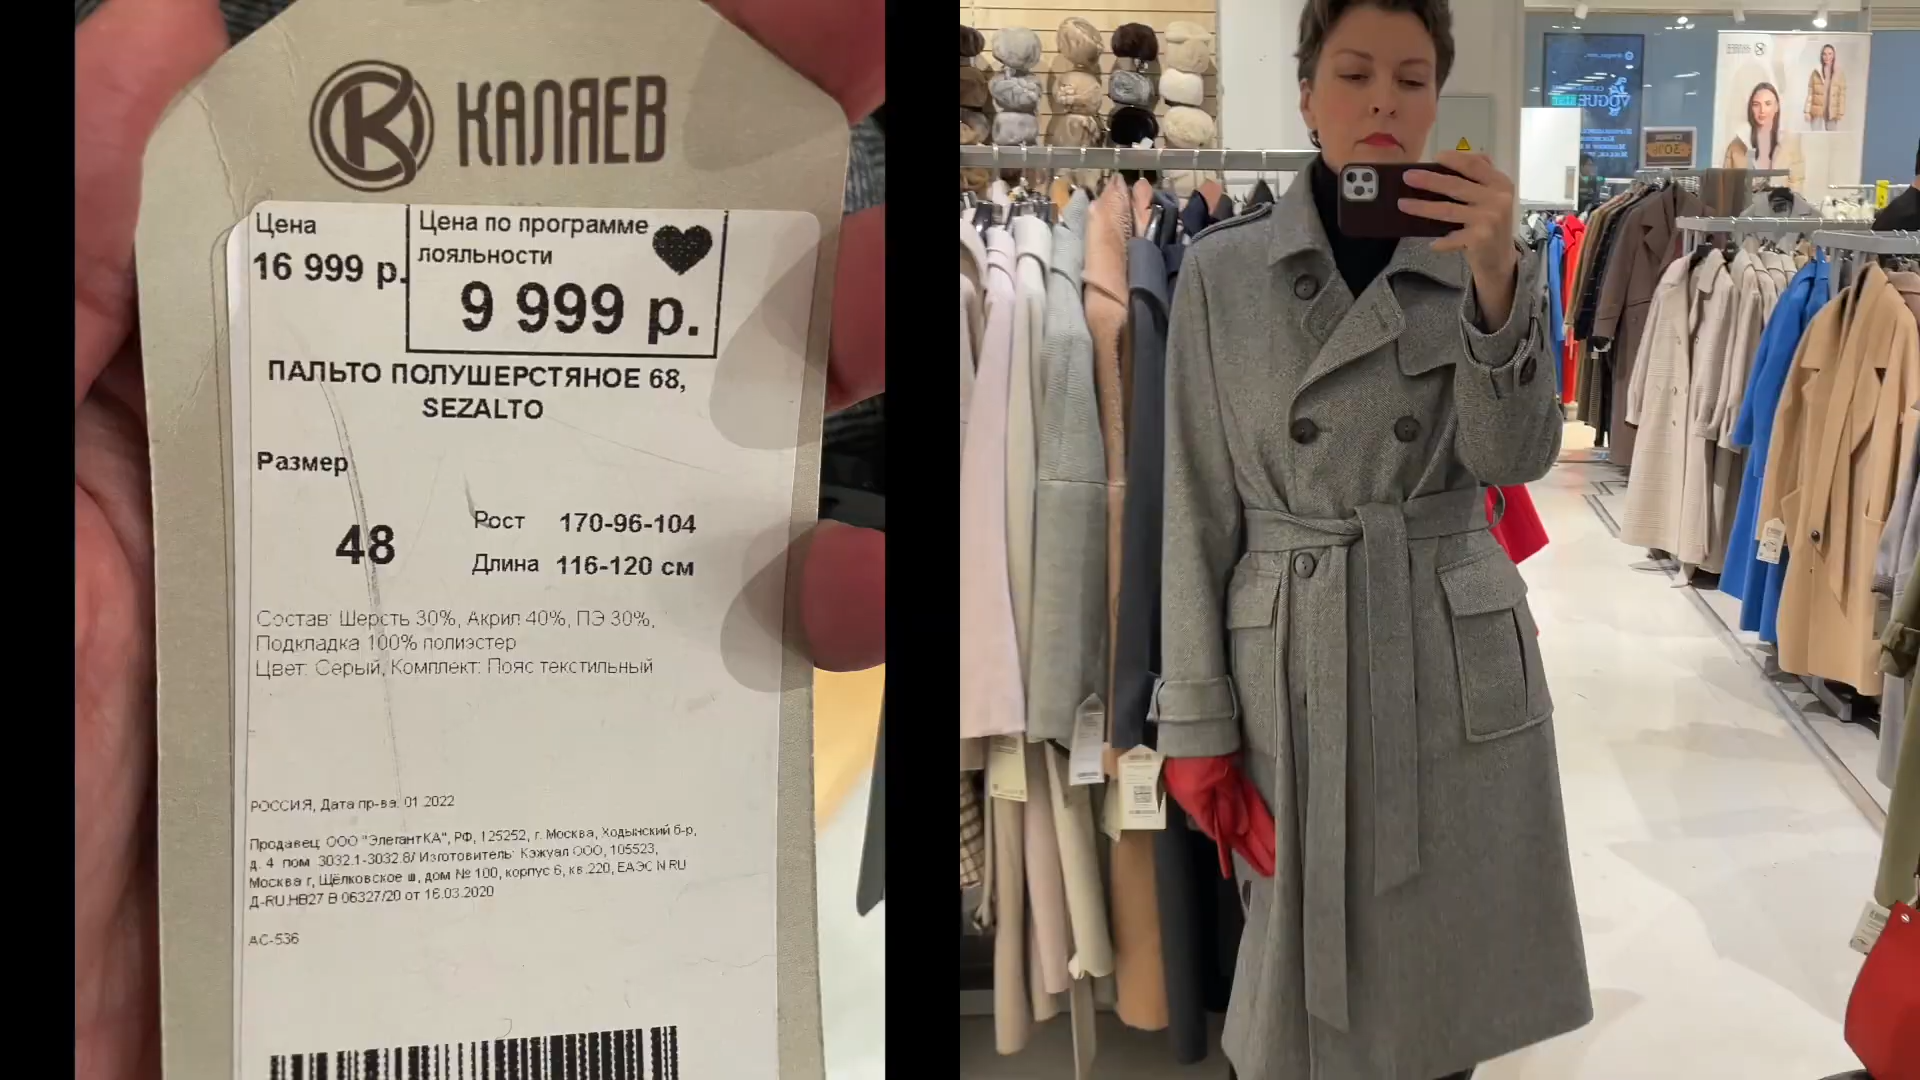 КАЛЯЕВ
Цена
16 999 р.
Цена по программе
лояльности
9 999 р.
ПАЛЬТО ПОЛУШЕРСТЯНОЕ 68,
SEZALTO
Размер
48
Рост 170-96-104
Длина 116-120 см
Состав: Шерсть 30%, Акрил 40%, ПЭ 30%,
Подкладка 100% полиэстер
Цвет: Серый, Комплект: Пояс текстильный
РОССИЯ, Дата пр-ва: 01.2022
Продавец: ООО "ЭлегантКА", РФ, 125252, г. Москва, Ходынский б-р,
д. 4, пом. 3032.1-3032.8/ Изготовитель: Кэжуал ООО, 105523,
Москва г, Щёлковское ш, дом № 100, корпус 6, кв.220, ЕАЭС N RU
Д-RU.НВ27.В.06327/20 от 16.03.2020
АС-536
VOGUE